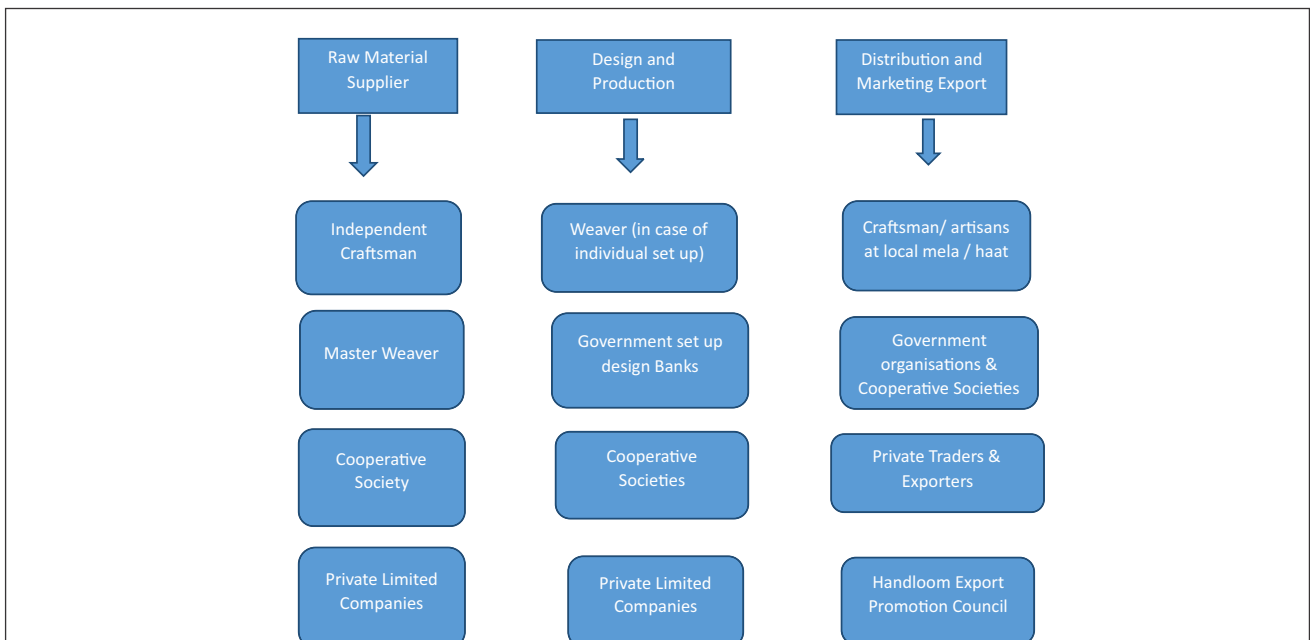 Raw Material
Supplier
Design and
Production
Distribution and
Marketing Export
Independent
Craftsman
Weaver (in case of
individual set up)
Craftsman/ artisans
at local mela / haat
Master Weaver
Government set up
design Banks
Government
organisations &
Cooperative Societies
Cooperative
Society
Cooperative
Societies
Private Traders &
Exporters
Private Limited
Companies
Private Limited
Companies
Handloom Export
Promotion Council